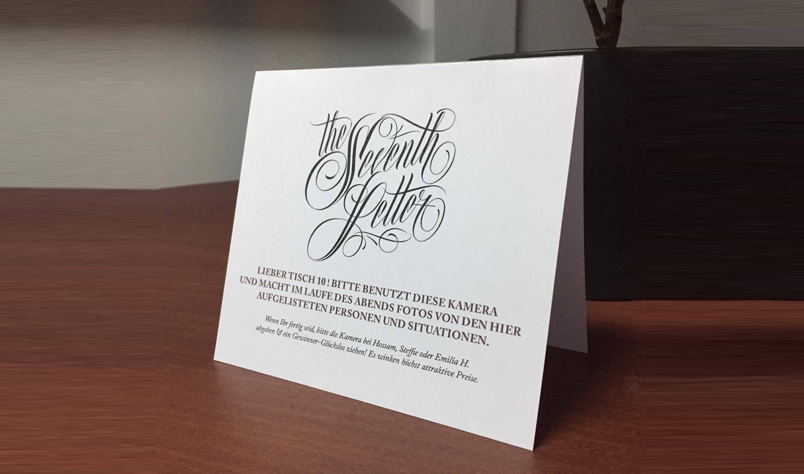 the
Seventh
Letter
LIEBER TISCH 10! BITTE BENUTZT DIESE KAMERA
UND MACHT IM LAUFE DES ABENDS FOTOS VON DEN HIER
AUFGELISTETEN PERSONEN UND SITUATIONEN.
Wenn Ihr fertig seid, bitte die Kamera bei Hossam, Steffie oder Emilia H.
abgeben & ein Gewinner-Glückslos ziehen! Es winken höchst attraktive Preise.